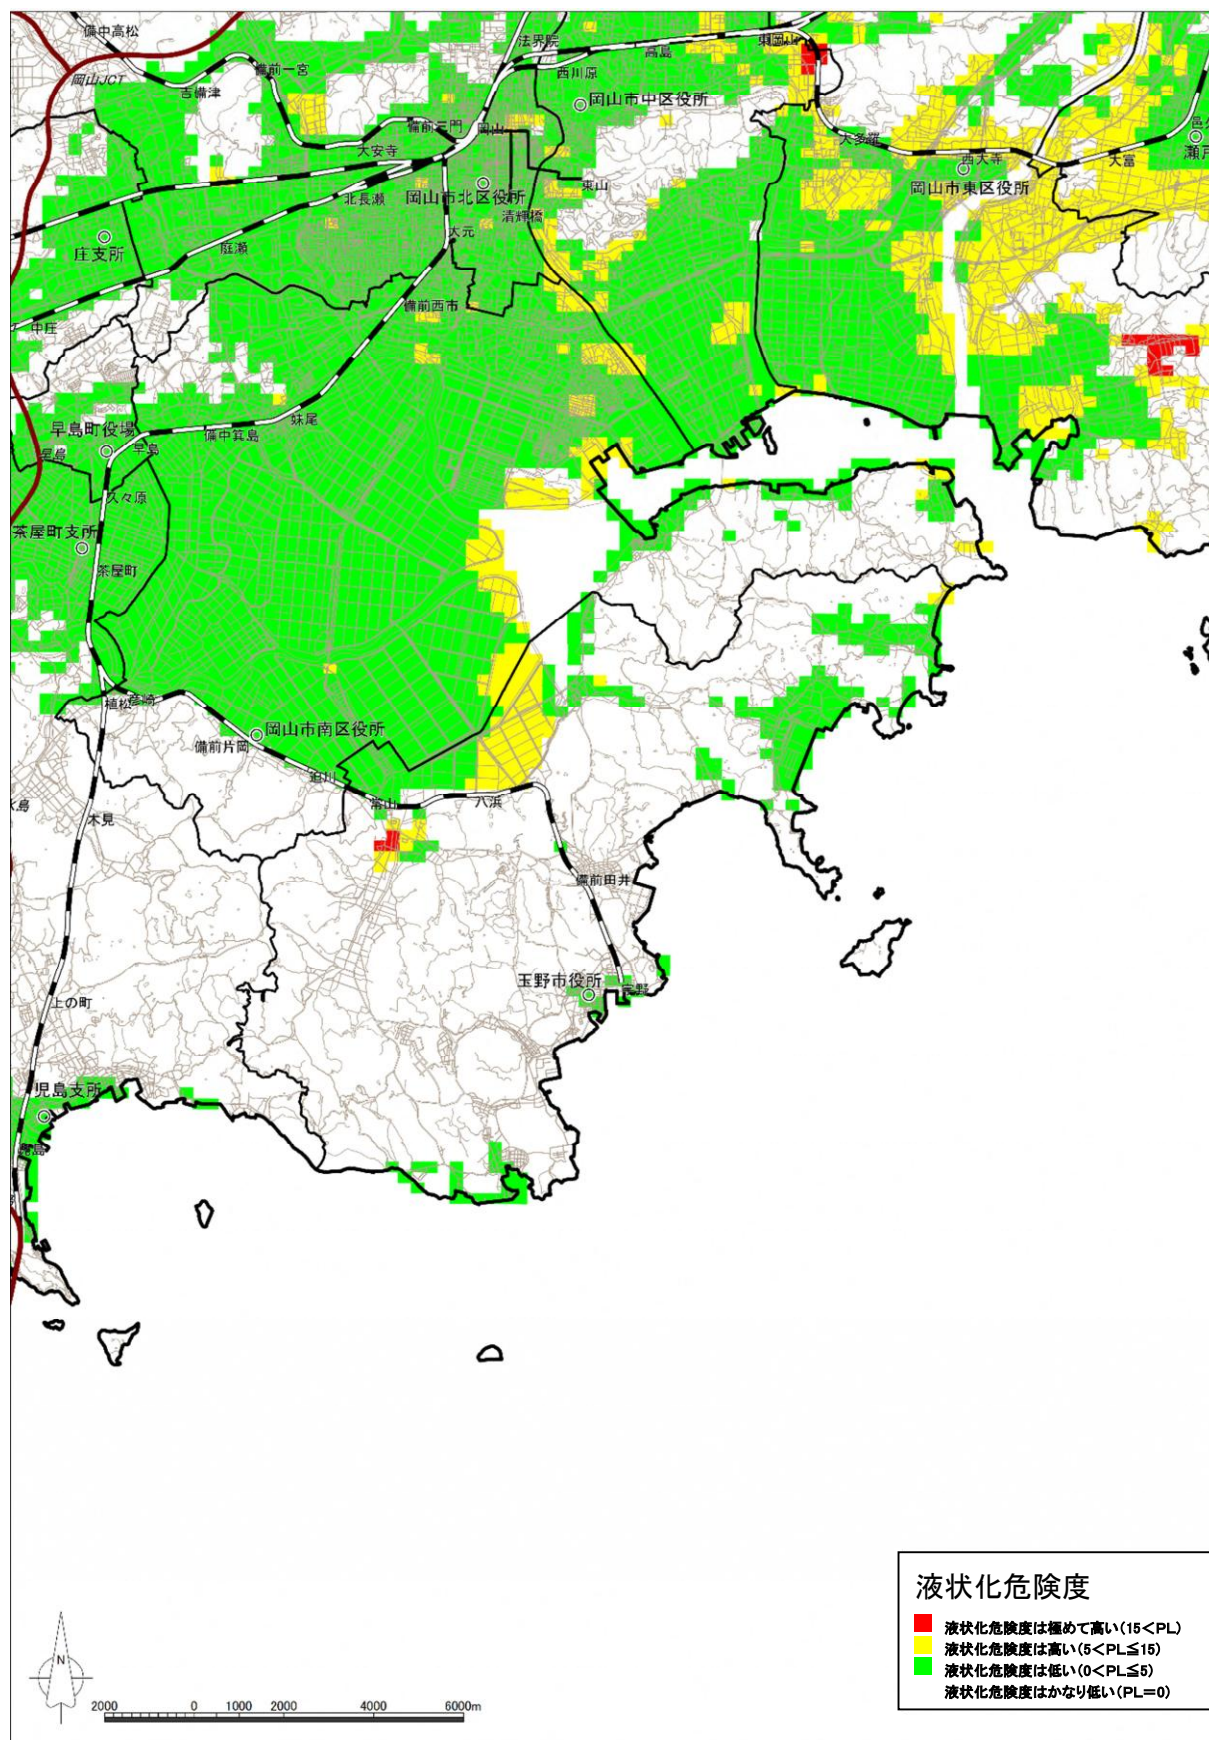 備中高松
法界院
高島
東岡山
岡山JCT
備前一宮
西川原
吉備津
岡山市中区役所
備前三門
岡山
大安寺
大多羅
西大寺
大富
東山
北長瀬
岡山市北区役所
岡山市東区役所
清輝橋
大元
庄支所
庭瀬
備前西市
中庄
妹尾
早島町役場
備中箕島
早島
早島
久々原
茶屋町支所
茶屋町
植松
彦崎
岡山市南区役所
備前片岡
迫川
常山
八浜
木見
備前田井
玉野市役所
宇野
上の町
児島支所
児島
液状化危険度
液状化危険度は極めて高い(15<PL)
液状化危険度は高い(5<PL≦15)
液状化危険度は低い(0<PL≦5)
液状化危険度はかなり低い(PL=0)
N
2000 0 1000 2000 4000 6000m